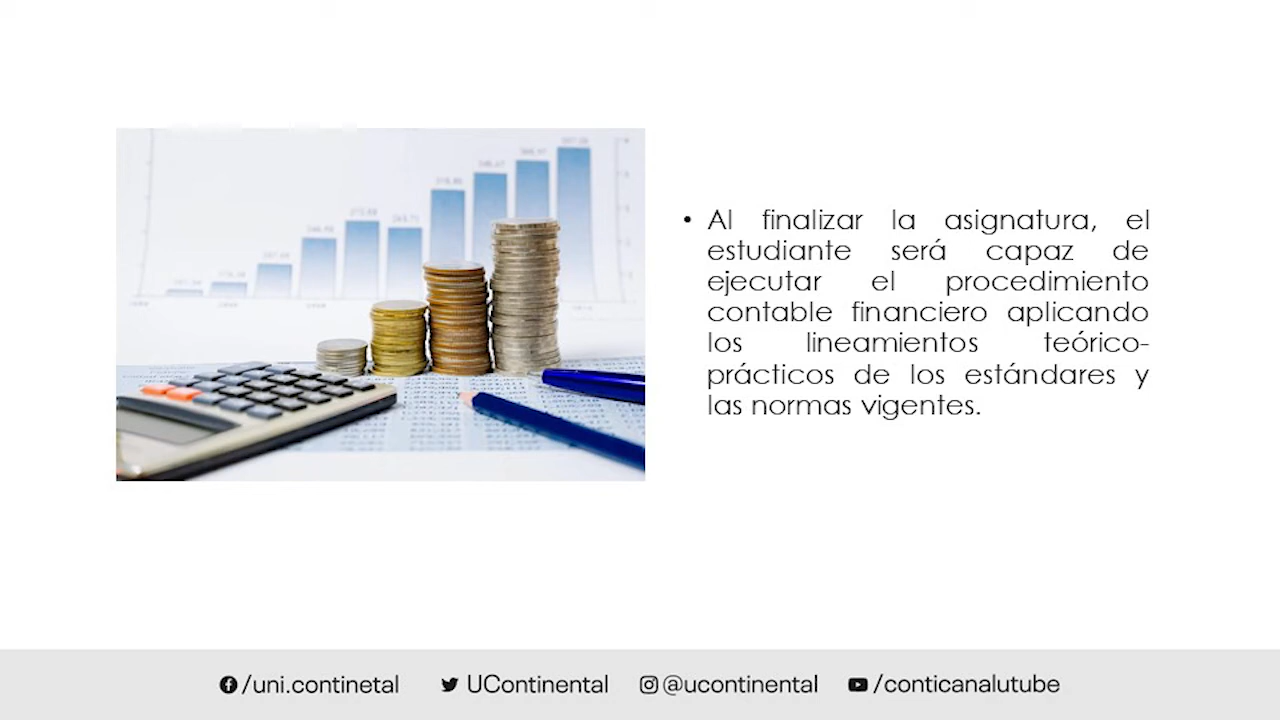 Al finalizar la asignatura, el
estudiante será capaz de
ejecutar el procedimiento
contable financiero aplicando
los lineamientos teórico-
prácticos de los estándares y
las normas vigentes.
/uni.continetal
UContinental
@ucontinental
/conticanalutube